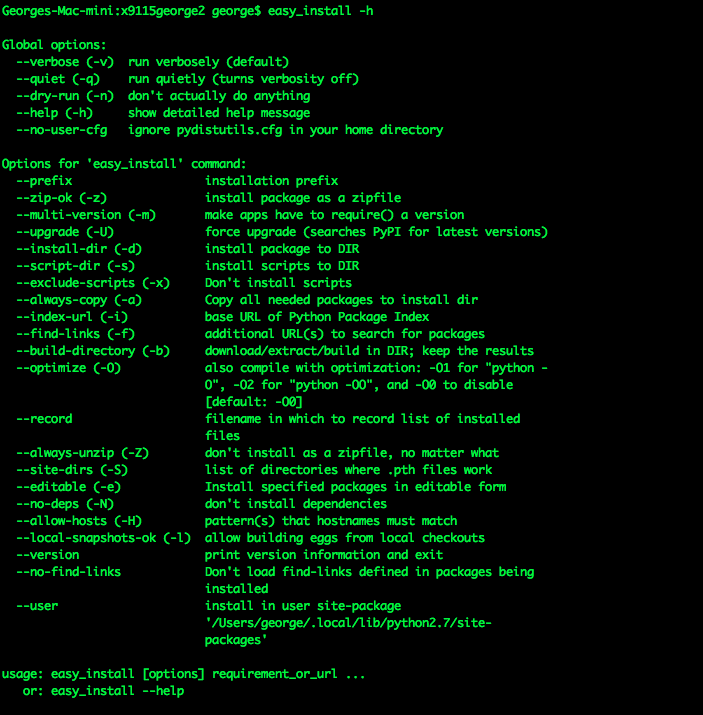 Georges-Mac-mini:x9115george2 george$ easy_install -h

Global options:
  --verbose (-v)  run verbosely (default)
  --quiet (-q)    run quietly (turns verbosity off)
  --dry-run (-n)  don't actually do anything
  --help (-h)     show detailed help message
  --no-user-cfg   ignore pydistutils.cfg in your home directory

Options for 'easy_install' command:
  --prefix                   installation prefix
  --zip-ok (-z)              install package as a zipfile
  --multi-version (-m)       make apps have to require() a version
  --upgrade (-U)             force upgrade (searches PyPI for latest versions)
  --install-dir (-d)         install package to DIR
  --script-dir (-s)          install scripts to DIR
  --exclude-scripts (-x)     Don't install scripts
  --always-copy (-a)         Copy all needed packages to install dir
  --index-url (-i)           base URL of Python Package Index
  --find-links (-f)          additional URL(s) to search for packages
  --build-directory (-b)     download/extract/build in DIR; keep the results
  --optimize (-O)            also compile with optimization: -O1 for "python -
                             O", -O2 for "python -OO", and -O0 to disable
                             [default: -O0]
  --record                   filename in which to record list of installed
                             files
  --always-unzip (-Z)        don't install as a zipfile, no matter what
  --site-dirs (-S)           list of directories where .pth files work
  --editable (-e)            Install specified packages in editable form
  --no-deps (-N)             don't install dependencies
  --allow-hosts (-H)         pattern(s) that hostnames must match
  --local-snapshots-ok (-l)  allow building eggs from local checkouts
  --version                  print version information and exit
  --no-find-links            Don't load find-links defined in packages being
                             installed
  --user                     install in user site-package
                             '/Users/george/.local/lib/python2.7/site-
                             packages'

usage: easy_install [options] requirement_or_url ...
   or: easy_install --help